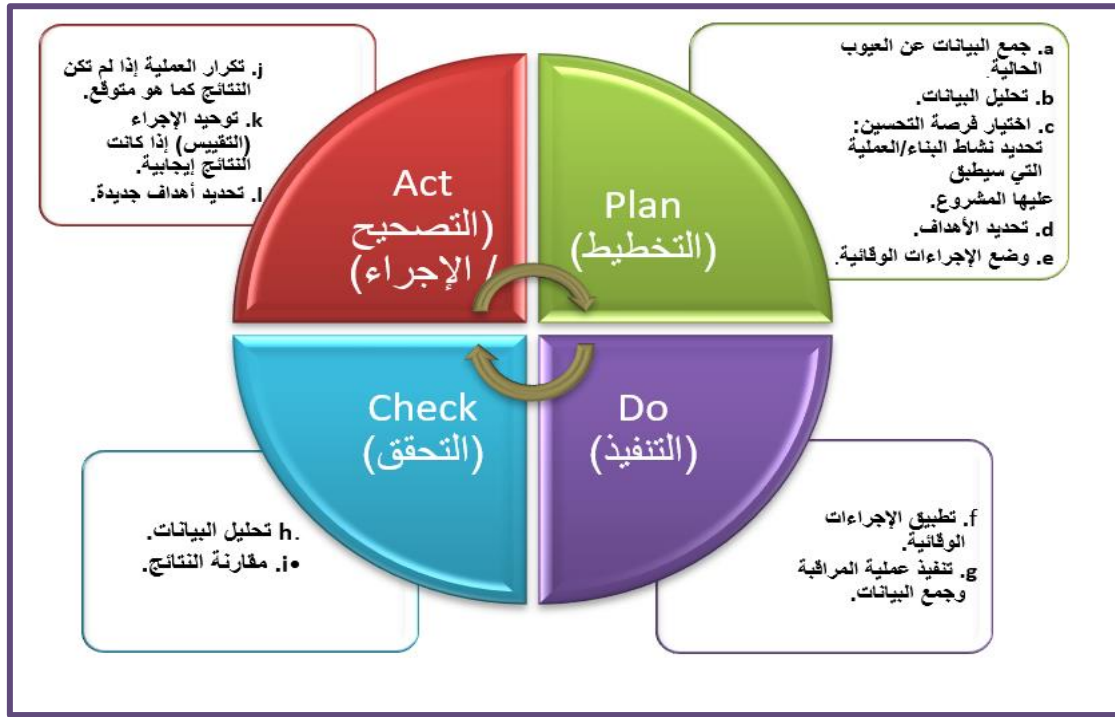 a. جمع البيانات عن العيوب
الحالية.
b. تحليل البيانات.
c. اختيار فرصة التحسين:
تحديد نشاط البناء/العملية
التي سيطبق
عليها المشروع.
d. تحديد الأهداف.
e. وضع الإجراءات الوقائية.
Plan
(التخطيط)
Do
(التنفيذ)
f. تطبيق الإجراءات
الوقائية.
g. تنفيذ عملية المراقبة
وجمع البيانات.
Check
(التحقق)
.h تحليل البيانات.
•i. مقارنة النتائج.
Act
(التصحيح
/ الإجراء)
j. تكرار العملية إذا لم تكن
النتائج كما هو متوقع.
k. توحيد الإجراء
(التقييس) إذا كانت
النتائج إيجابية.
l. تحديد أهداف جديدة.